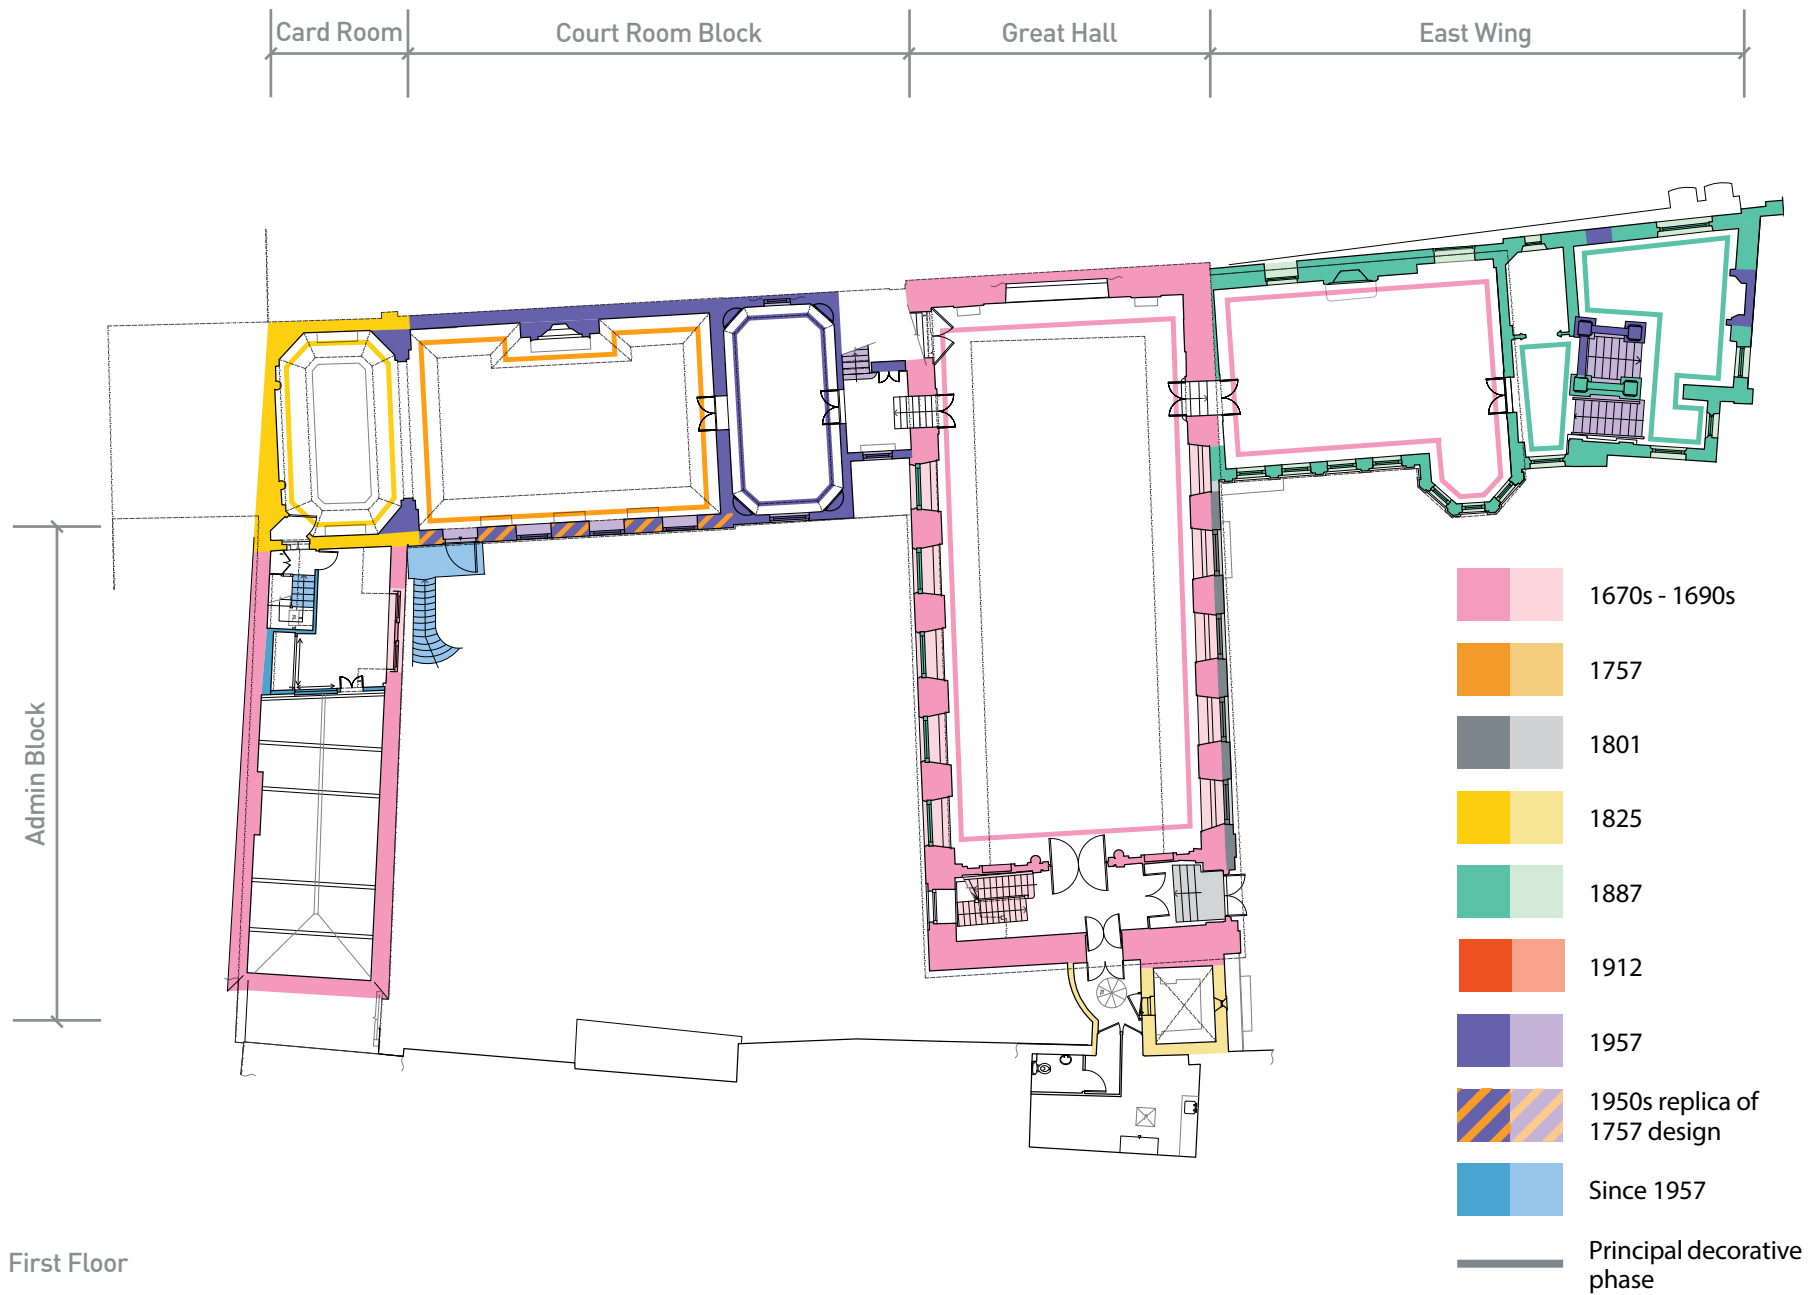 Card Room
Court Room Block
Great Hall
East Wing
Admin Block
1670s - 1690s
1757
1801
1825
1887
1912
1957
1950s replica of
1757 design
Since 1957
Principal decorative
phase
First Floor